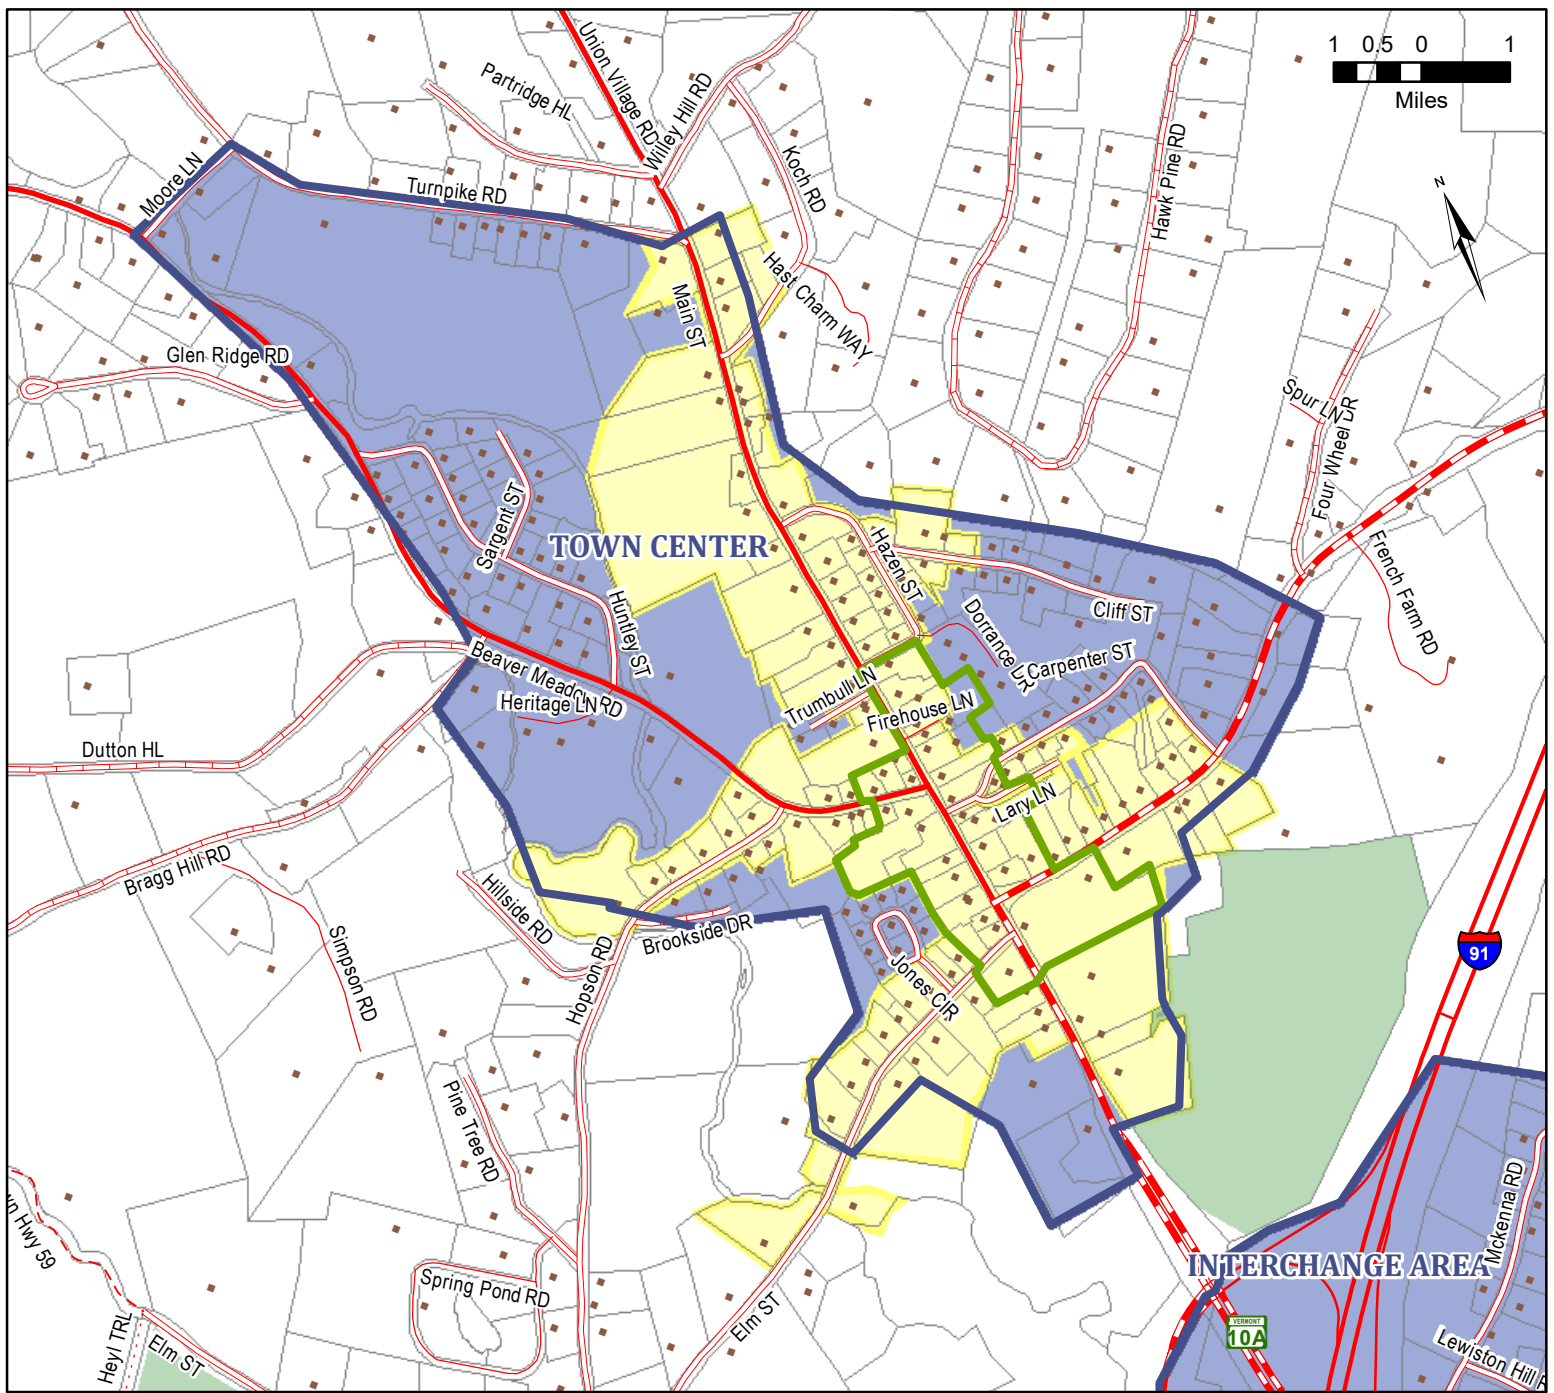 1 0.5 0 1
Miles
N
Union Village RD
Partridge HL
Willey Hill RD
Koch RD
Hawk Pine RD
Moore LN
Turnpike RD
Hast Charm WAY
Main ST
Glen Ridge RD
Spur LN
Four Wheel DR
Sargent ST
TOWN CENTER
Hazen ST
French Farm RD
Cliff ST
Dorrance DR
Huntley ST
Carpenter ST
Beaver Meadow RD
Heritage LN
Trumbull LN
Firehouse LN
Dutton HL
Lary LN
Bragg Hill RD
Hillside RD
Brookside DR
Simpson RD
Hopson RD
Jones CIR
91
Pine Tree RD
Mckenna RD
wn Hwy 59
INTERCHANGE AREA
Spring Pond RD
Elm ST
VERMONT
10A
Heyl TRL
Elm ST
Lewiston Hill R